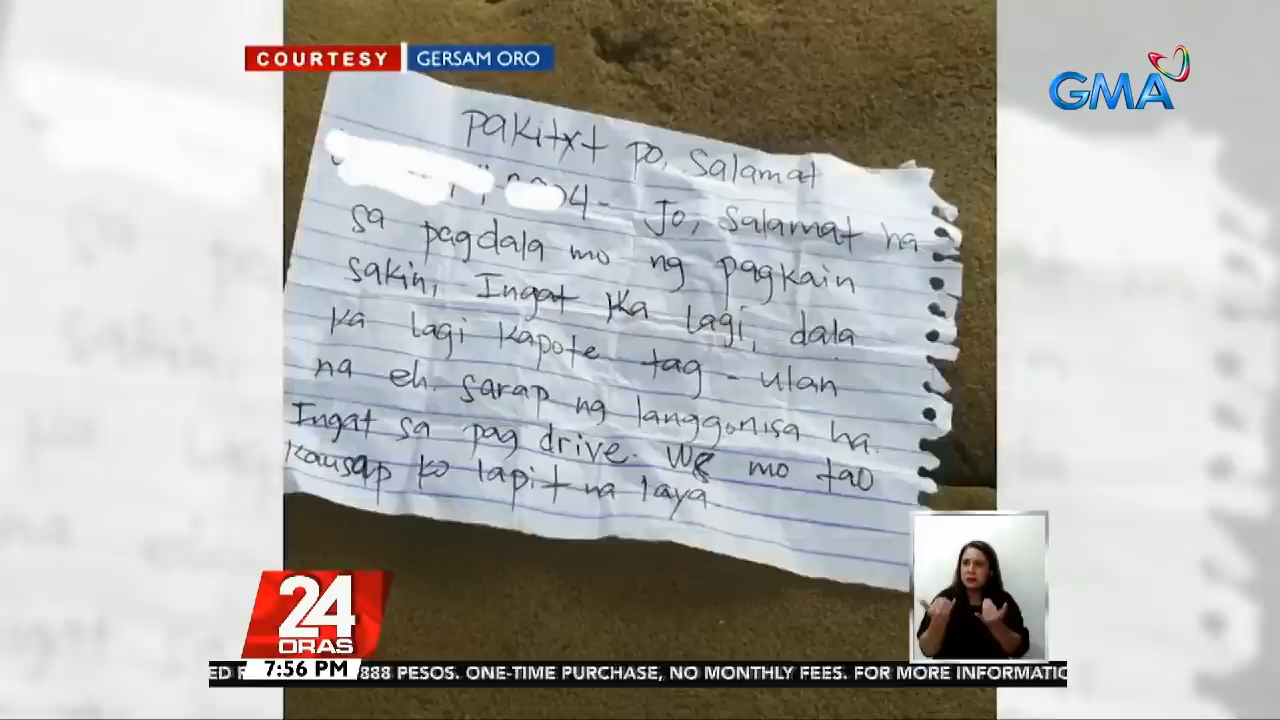 COURTESY GERSAM ORO
GMA
pakitxt po, salamat
4- Jo, salamat ha
sa pagdala mo ng pagkain
sakin, Ingat ka lagi, dala
ka lagi kapote tag-ulan
na eh. sarap ng langgonisa ha.
Ingat sa pag drive. mo tao
kausap ko lapit na laya
24
ORAS
7:56 PM
ED 888 PESOS. ONE-TIME PURCHASE, NO MONTHLY FEES. FOR MORE INFORMATIO